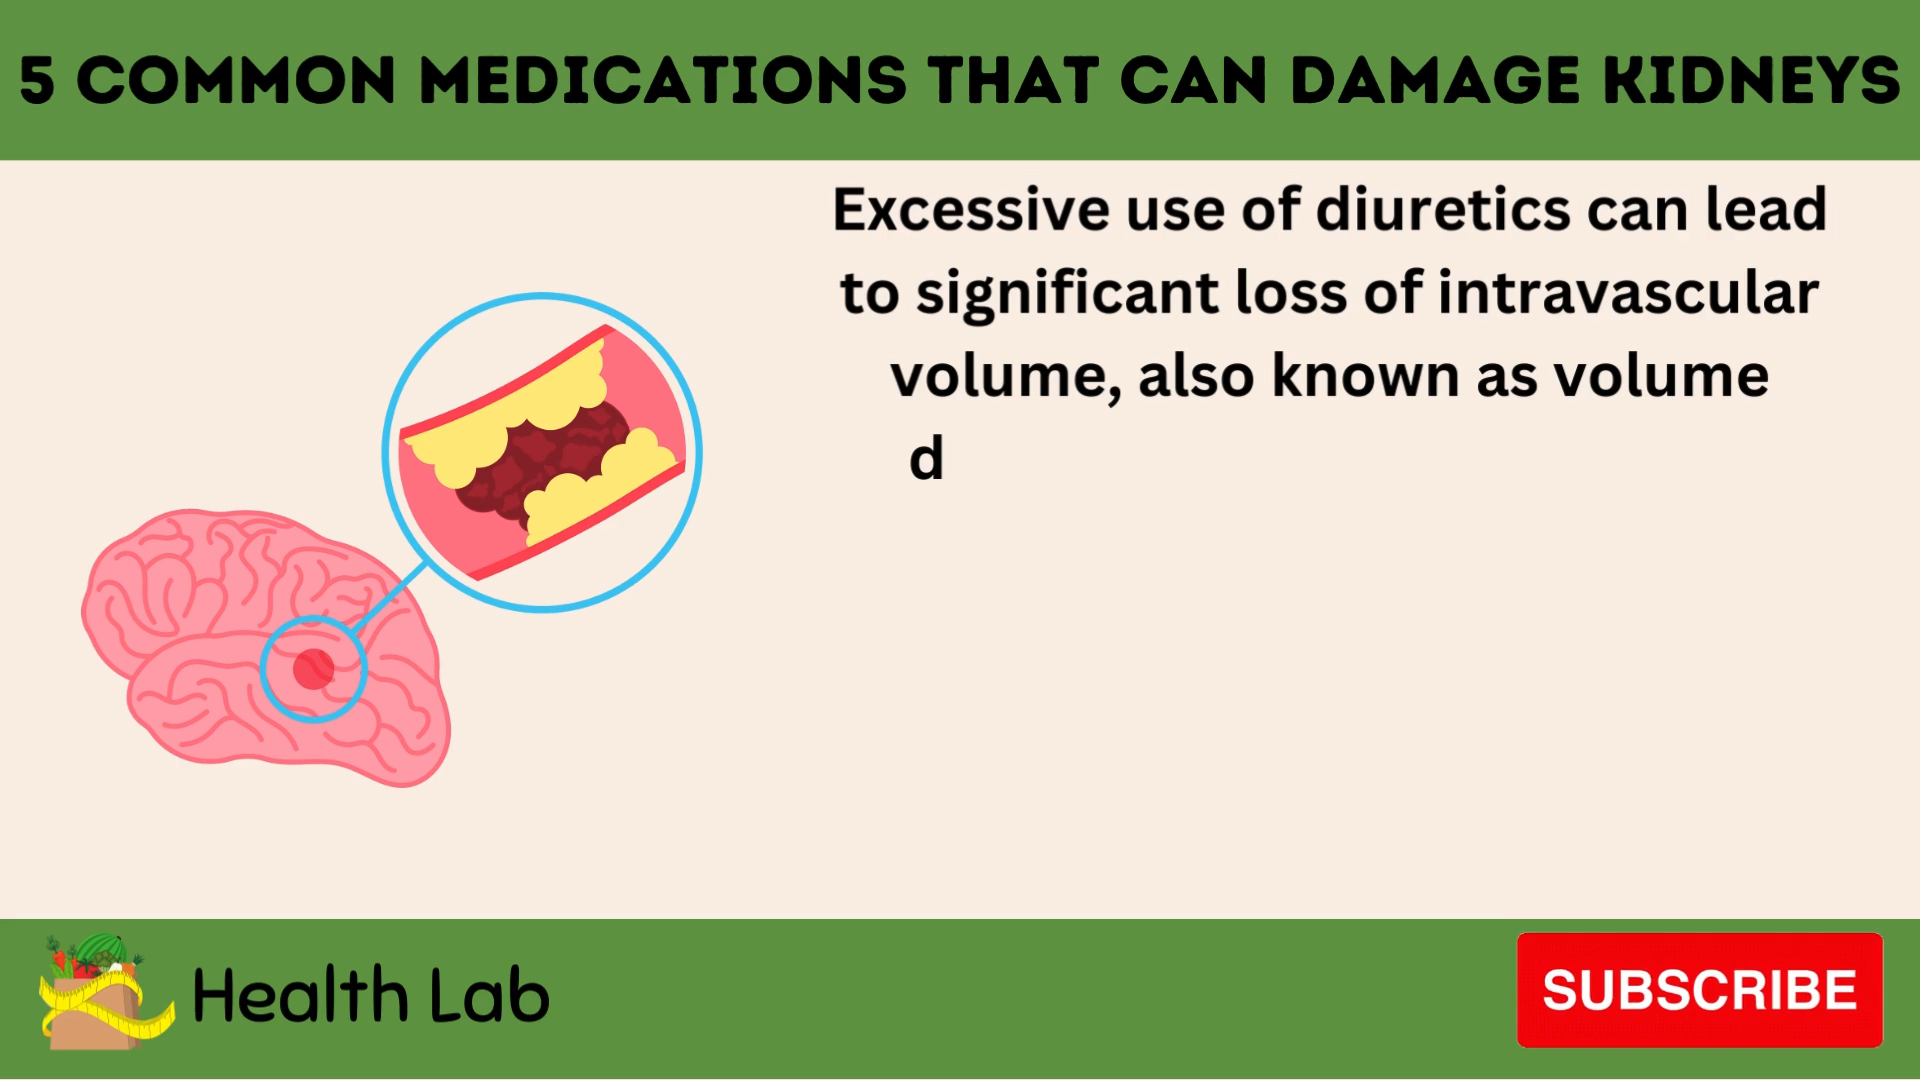 5 COMMON MEDICATIONS THAT CAN DAMAGE KIDNEYS
Excessive use of diuretics can lead
to significant loss of intravascular
volume, also known as volume
d
Health Lab
SUBSCRIBE